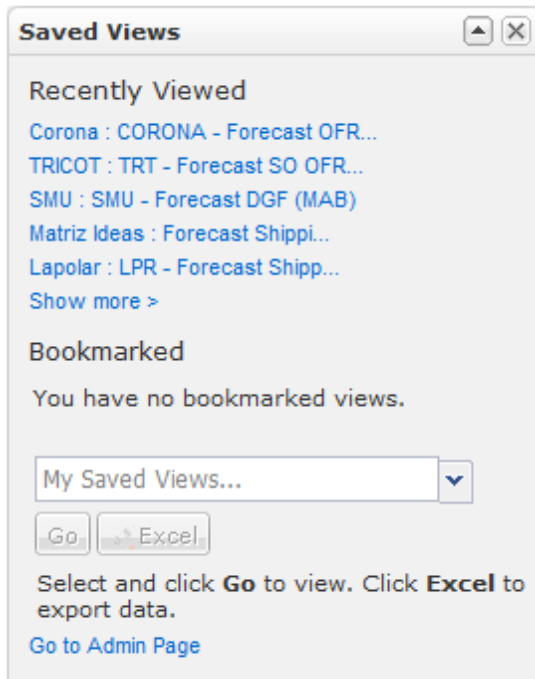 Saved Views
Recently Viewed
Corona : CORONA - Forecast OFR...
TRICOT : TRT - Forecast SO OFR...
SMU : SMU - Forecast DGF (MAB)
Matriz Ideas : Forecast Shippi...
Lapolar : LPR - Forecast Shipp...
Show more >
Bookmarked
You have no bookmarked views.
My Saved Views...
Go Excel
Select and click Go to view. Click Excel to
export data.
Go to Admin Page